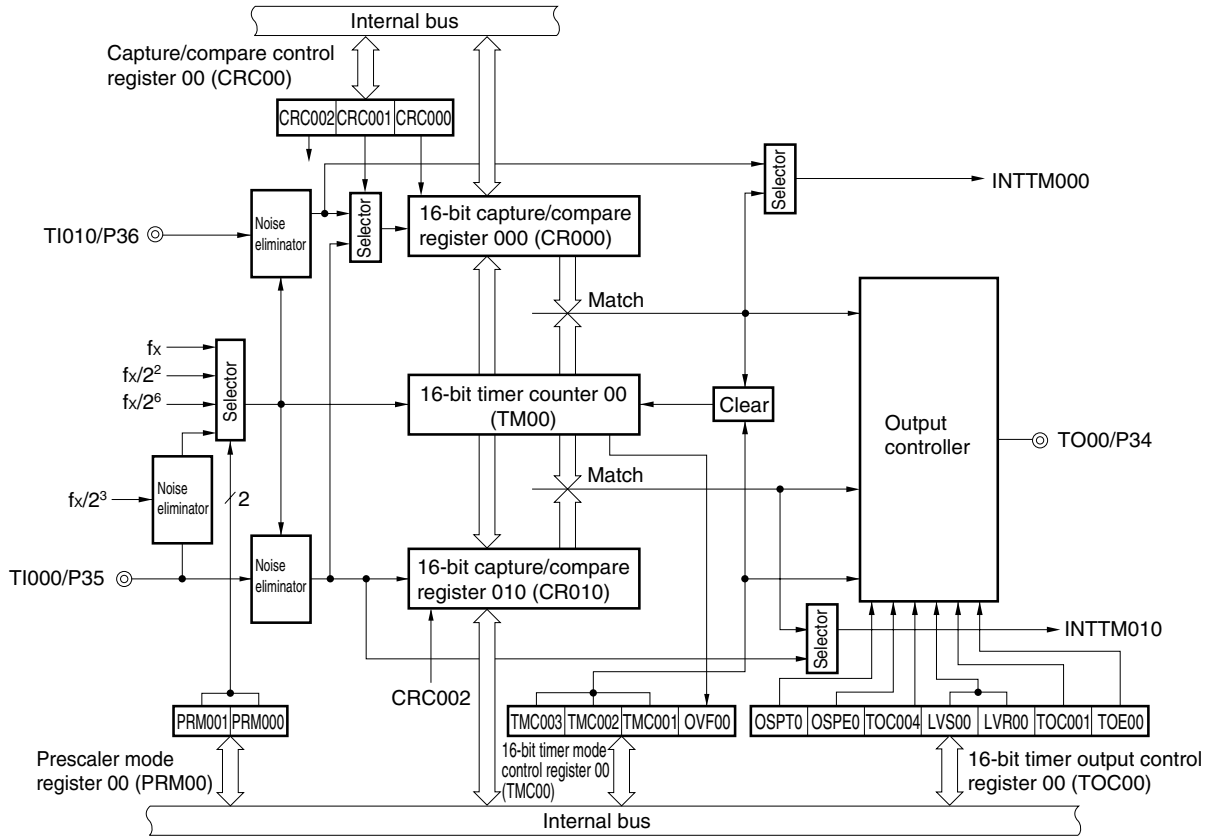 Internal bus
Capture/compare control
register 00 (CRC00)
CRC002 CRC001 CRC000
Selector
INTTM000
TI010/P36
Noise
eliminator
Selector
16-bit capture/compare
register 000 (CR000)
Match
fx
fx/2²
fx/2⁶
Selector
16-bit timer counter 00
(TM00)
Clear
Output
controller
TO00/P34
fx/2³
Noise
eliminator
2
Match
TI000/P35
Noise
eliminator
16-bit capture/compare
register 010 (CR010)
Selector
INTTM010
CRC002
PRM001 PRM000
TMC003 TMC002 TMC001 OVF00
OSPT0 OSPE0 TOC004 LVS00 LVR00 TOC001 TOE00
Prescaler mode
register 00 (PRM00)
16-bit timer mode
control register 00
(TMC00)
16-bit timer output control
register 00 (TOC00)
Internal bus